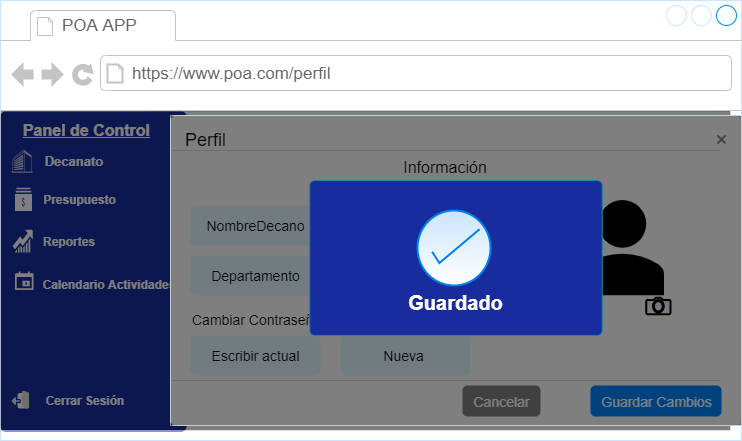 POA APP
https://www.poa.com/perfil
Panel de Control
Decanato
Presupuesto
Reportes
Calendario Actividades
Cerrar Sesión
Perfil
×
Información
NombreDecano
Departamento
Cambiar Contraseñ
Escribir actual
Nueva
Guardado
Cancelar
Guardar Cambios